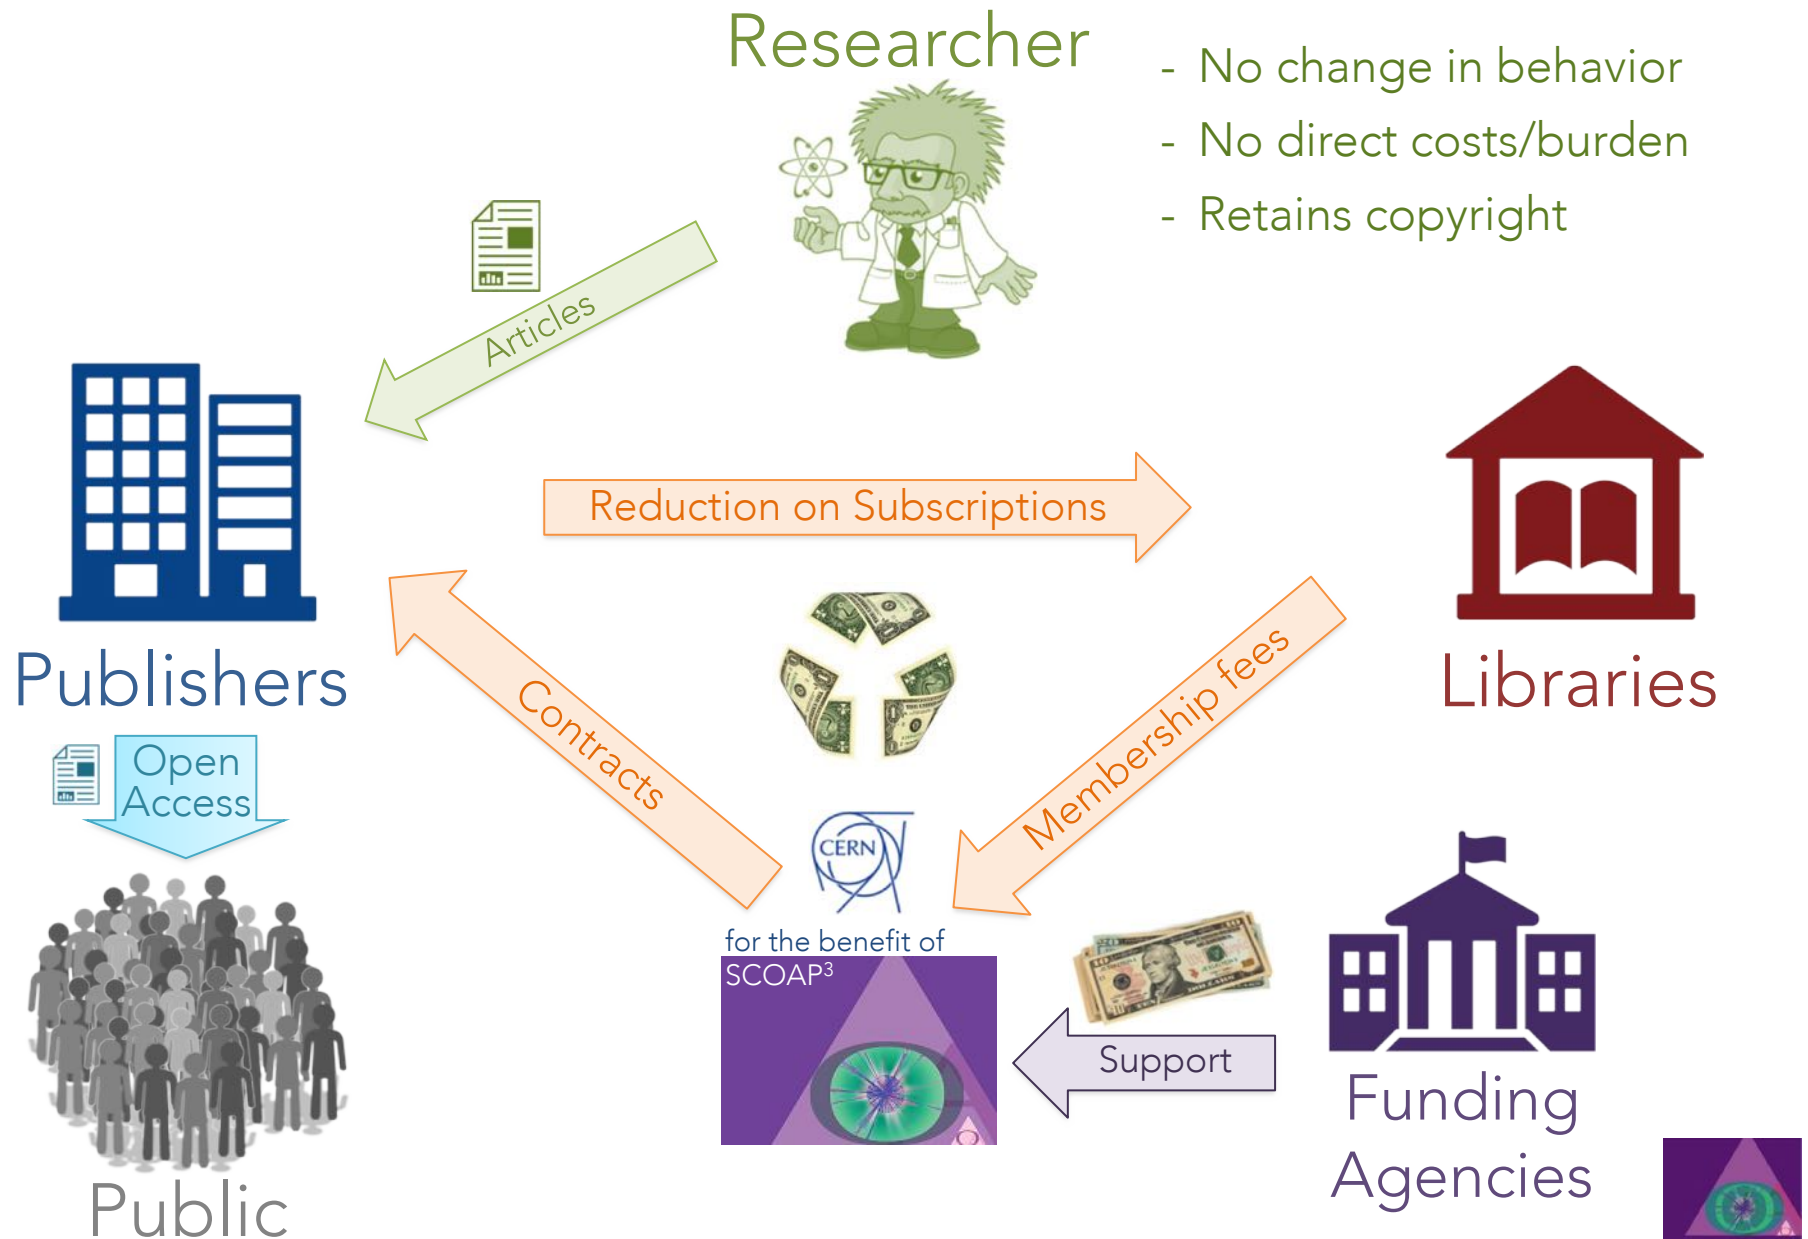 Researcher
- No change in behavior
- No direct costs/burden
- Retains copyright
Articles
Reduction on Subscriptions
Publishers
Libraries
Contracts
Membership fees
Open
Access
CERN
for the benefit of
SCOAP³
Support
Funding
Agencies
Public